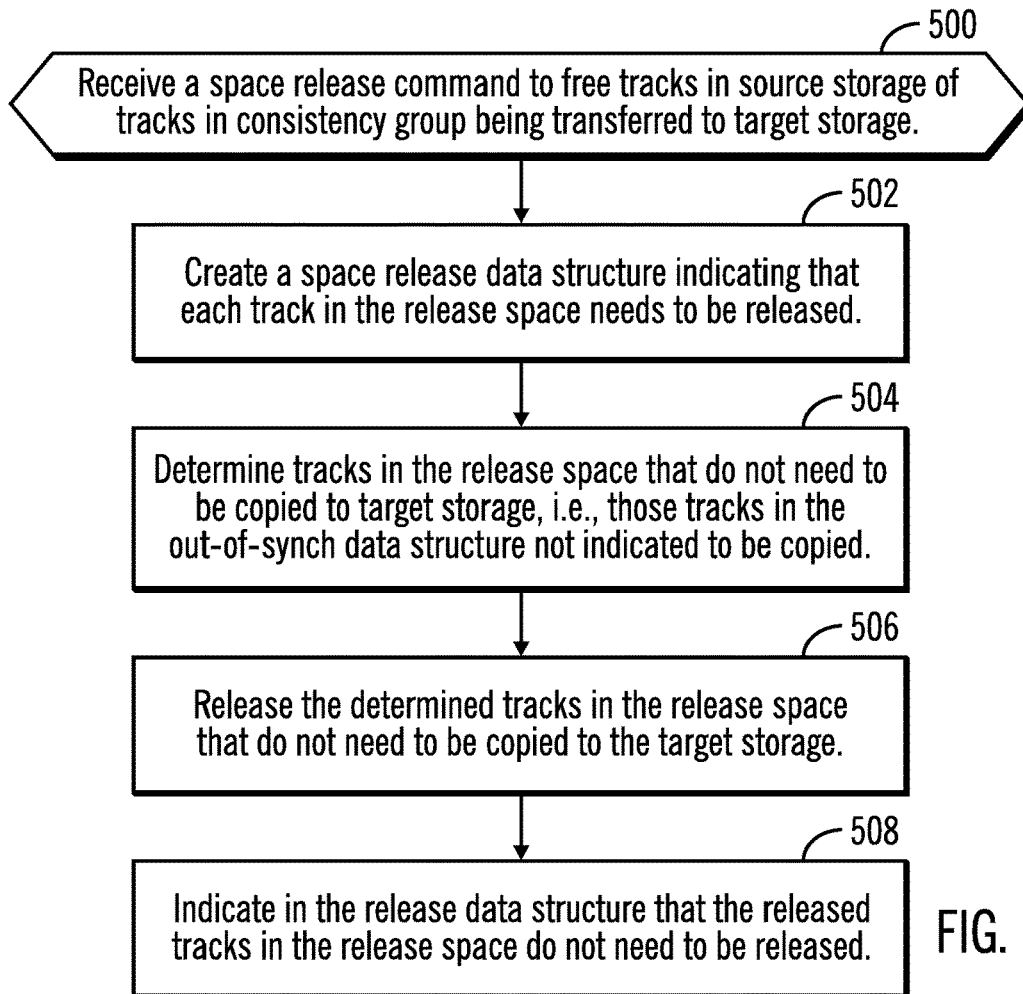 500
Receive a space release command to free tracks in source storage of
tracks in consistency group being transferred to target storage.
502
Create a space release data structure indicating that
each track in the release space needs to be released.
504
Determine tracks in the release space that do not need to
be copied to target storage, i.e., those tracks in the
out-of-synch data structure not indicated to be copied.
506
Release the determined tracks in the release space
that do not need to be copied to the target storage.
508
Indicate in the release data structure that the released
tracks in the release space do not need to be released.
FIG.